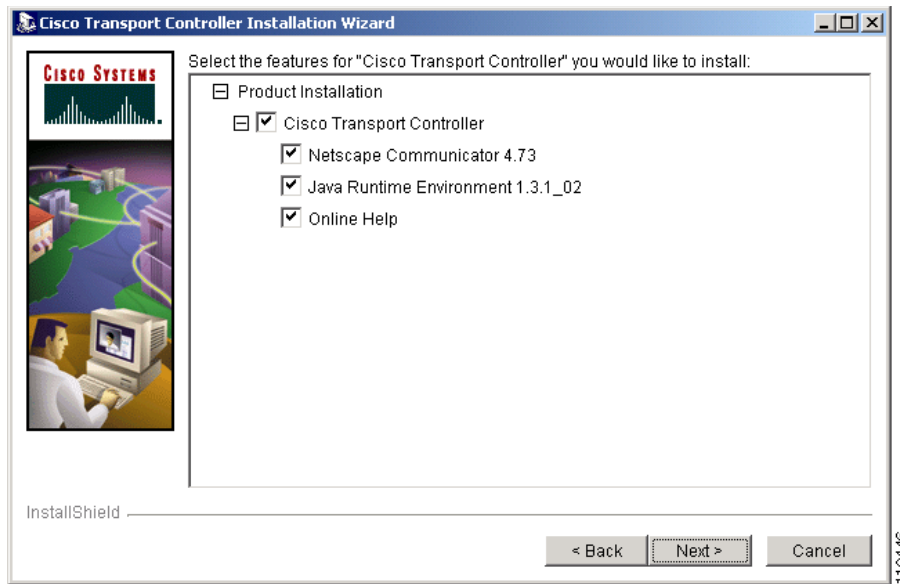 Cisco Transport Controller Installation Wizard
CISCO SYSTEMS
Select the features for "Cisco Transport Controller" you would like to install:
Product Installation
Cisco Transport Controller
Netscape Communicator 4.73
Java Runtime Environment 1.3.1_02
Online Help
InstallShield
< Back
Next >
Cancel